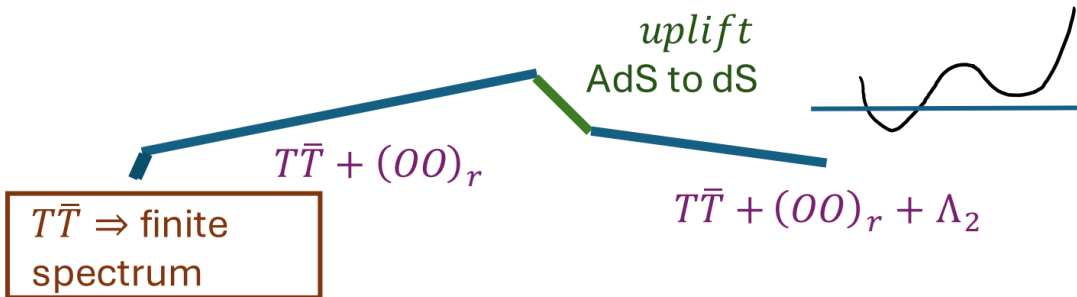 uplift
AdS to dS
TT̄ + (OO)ᵣ
TT̄ + (OO)ᵣ + Λ₂
TT̄ ⇒ finite
spectrum